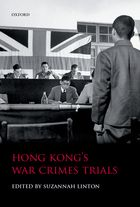 OXFORD
HONG KONG'S
WAR CRIMES TRIALS
EDITED BY SUZANNAH LINTON